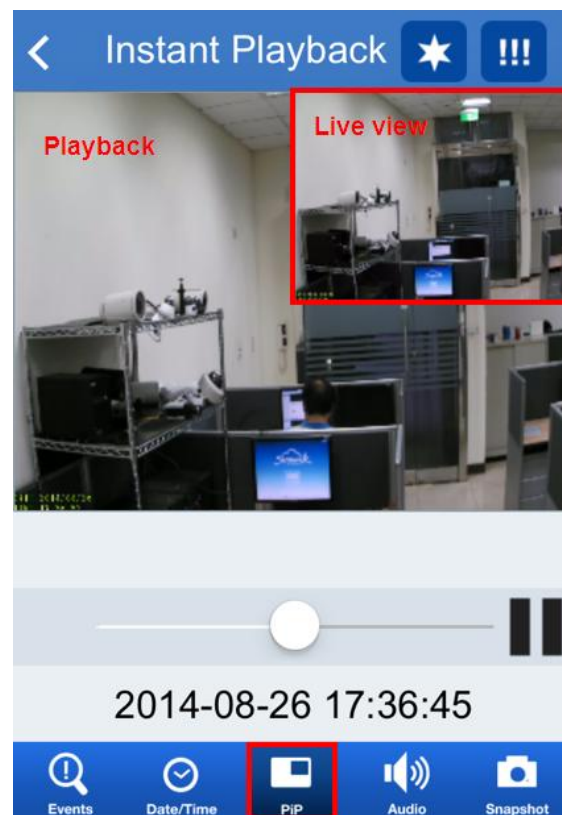 Instant Playback
!!!
Playback
Live view
2014-08-26 17:36:45
Events
Date/Time
PiP
Audio
Snapshot